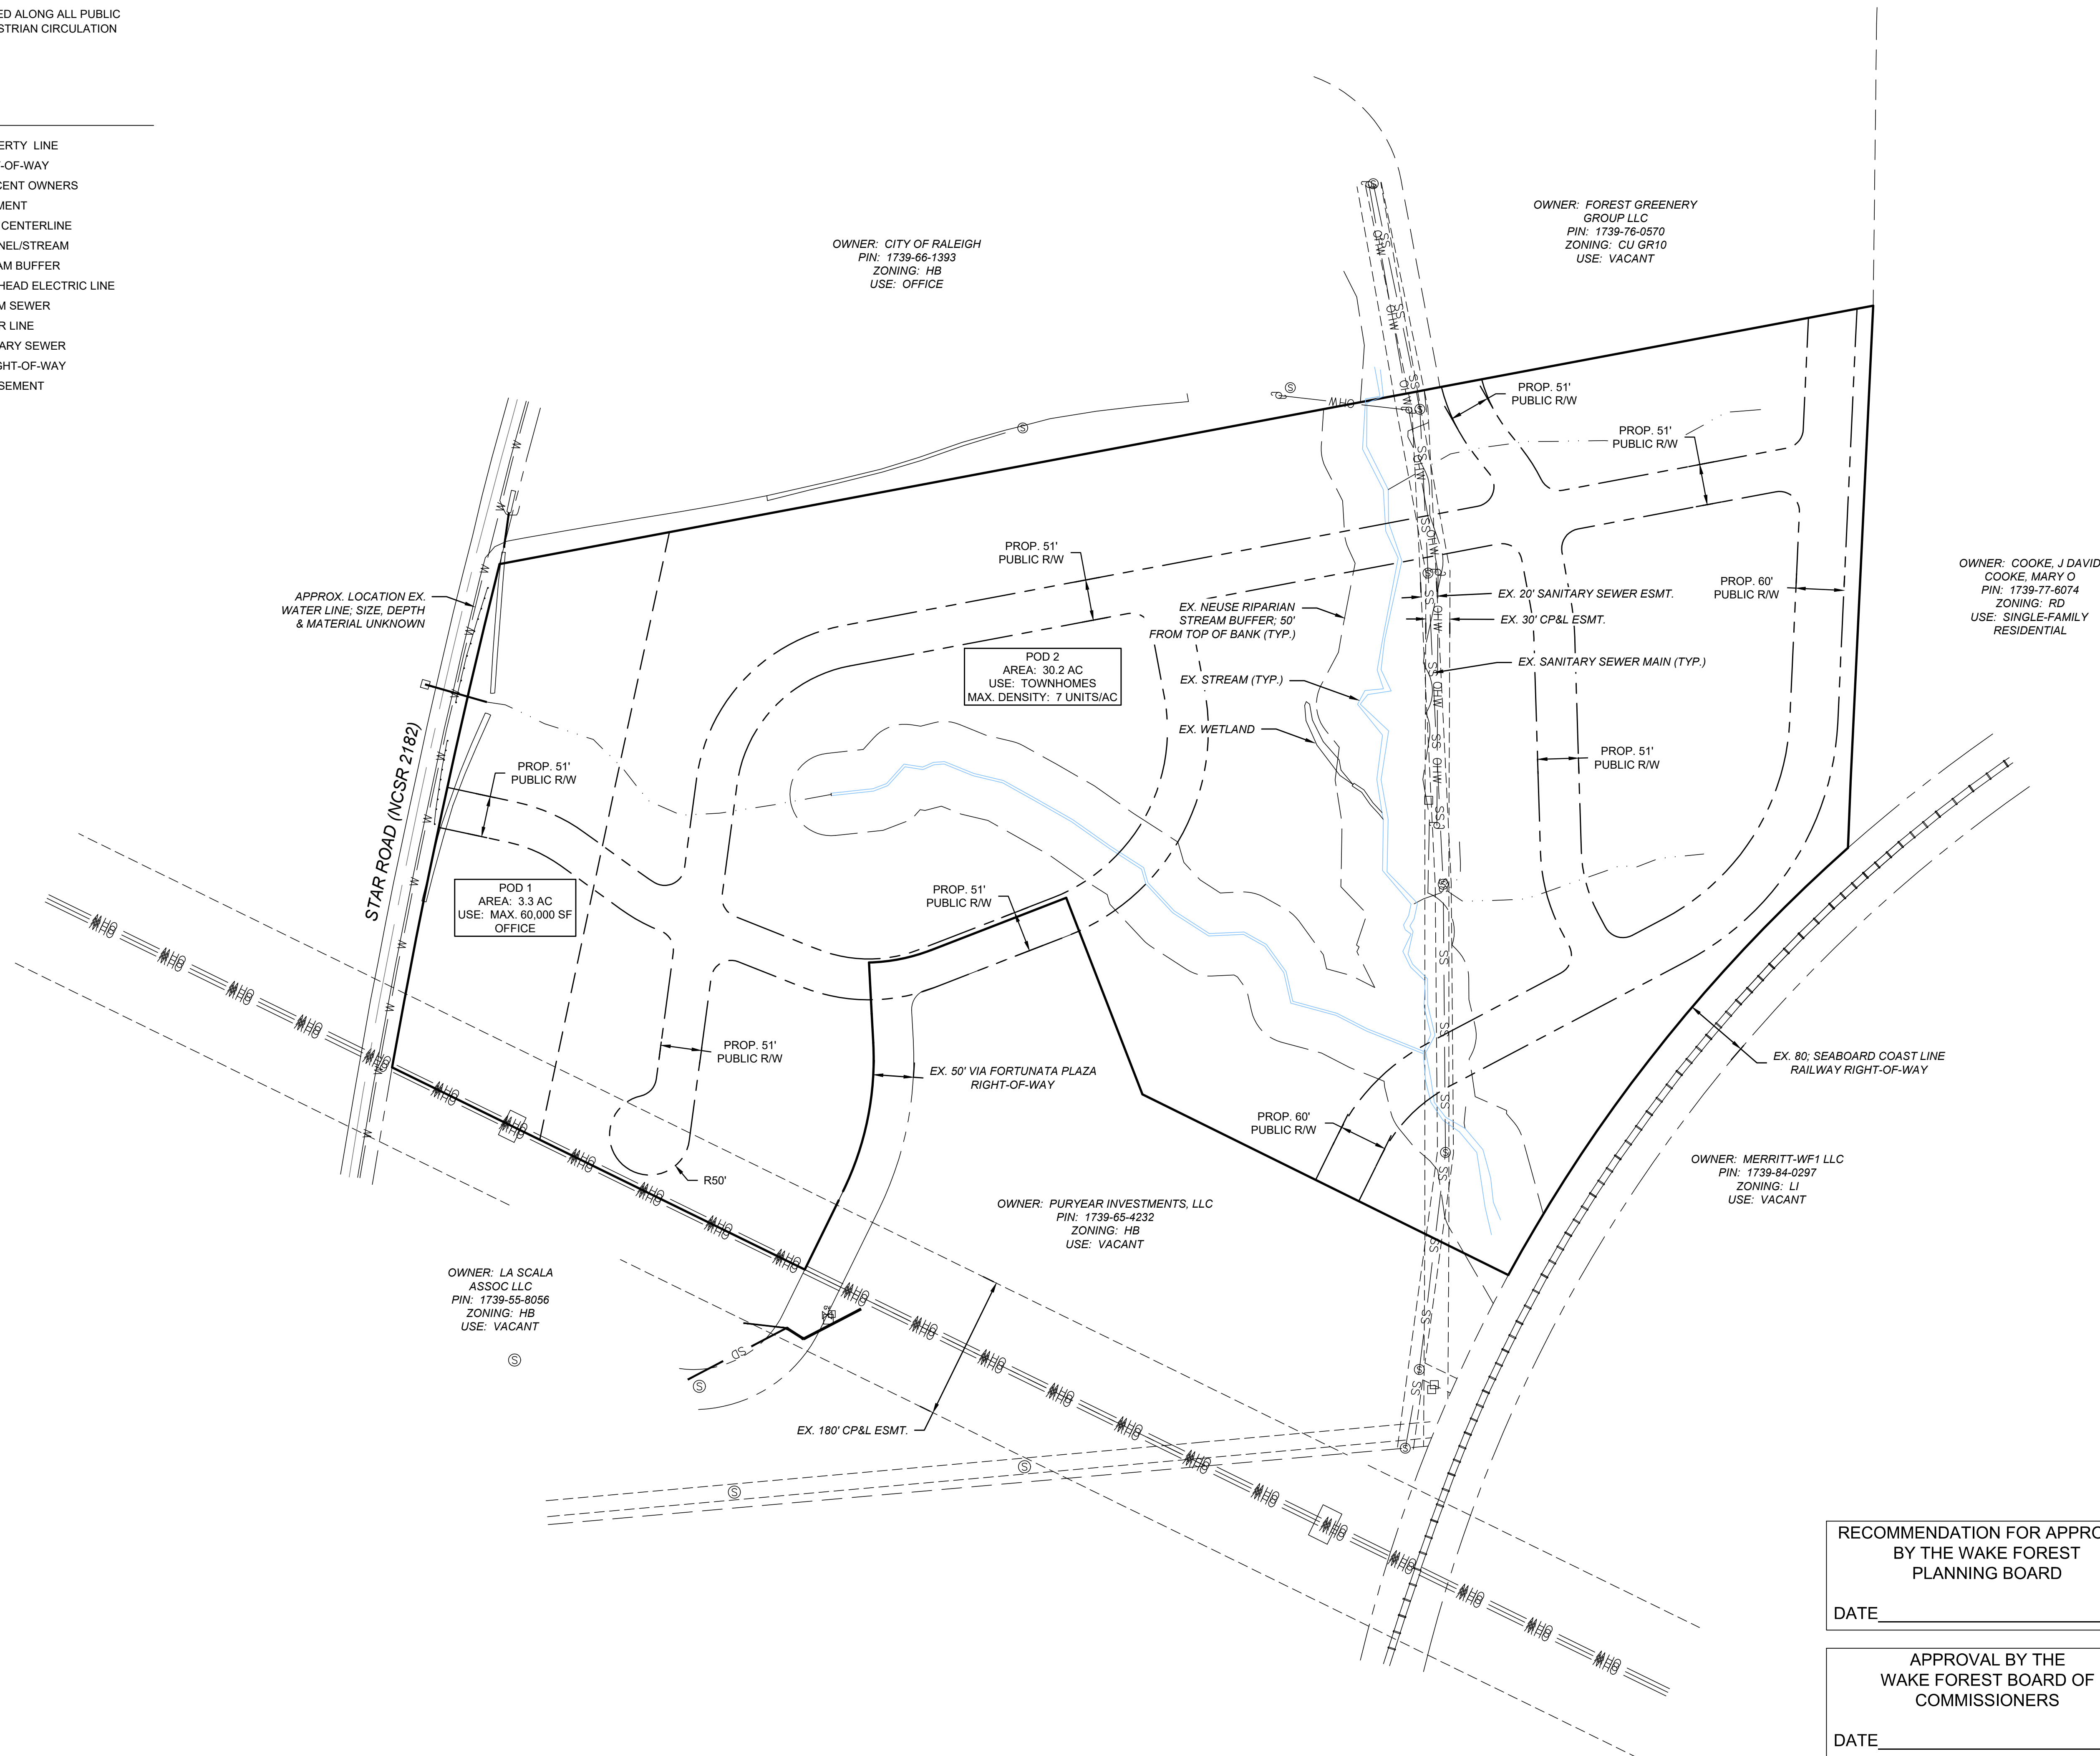 ED ALONG ALL PUBLIC
STRIAN CIRCULATION
ERTY LINE
-OF-WAY
CENT OWNERS
MENT
CENTERLINE
NEL/STREAM
AM BUFFER
HEAD ELECTRIC LINE
M SEWER
R LINE
ARY SEWER
GHT-OF-WAY
SEMENT
OWNER: CITY OF RALEIGH
PIN: 1739-66-1393
ZONING: HB
USE: OFFICE
OWNER: FOREST GREENERY
GROUP LLC
PIN: 1739-76-0570
ZONING: CU GR10
USE: VACANT
PROP. 51'
PUBLIC R/W
PROP. 51'
PUBLIC R/W
PROP. 51'
PUBLIC R/W
APPROX. LOCATION EX.
WATER LINE; SIZE, DEPTH
& MATERIAL UNKNOWN
EX. NEUSE RIPARIAN
STREAM BUFFER; 50'
FROM TOP OF BANK (TYP.)
EX. 20' SANITARY SEWER ESMT.
EX. 30' CP&L ESMT.
PROP. 60'
PUBLIC R/W
OWNER: COOKE, J DAVID
COOKE, MARY O
PIN: 1739-77-6074
ZONING: RD
USE: SINGLE-FAMILY
RESIDENTIAL
POD 2
AREA: 30.2 AC
USE: TOWNHOMES
MAX. DENSITY: 7 UNITS/AC
EX. SANITARY SEWER MAIN (TYP.)
EX. STREAM (TYP.)
EX. WETLAND
STAR ROAD (NCSR 2182)
PROP. 51'
PUBLIC R/W
PROP. 51'
PUBLIC R/W
POD 1
AREA: 3.3 AC
USE: MAX. 60,000 SF
OFFICE
PROP. 51'
PUBLIC R/W
PROP. 51'
PUBLIC R/W
EX. 50' VIA FORTUNATA PLAZA
RIGHT-OF-WAY
EX. 80; SEABOARD COAST LINE
RAILWAY RIGHT-OF-WAY
PROP. 60'
PUBLIC R/W
R50'
OWNER: MERRITT-WF1 LLC
PIN: 1739-84-0297
ZONING: LI
USE: VACANT
OWNER: PURYEAR INVESTMENTS, LLC
PIN: 1739-65-4232
ZONING: HB
USE: VACANT
OWNER: LA SCALA
ASSOC LLC
PIN: 1739-55-8056
ZONING: HB
USE: VACANT
SD
EX. 180' CP&L ESMT.
RECOMMENDATION FOR APPRO
BY THE WAKE FOREST
PLANNING BOARD
DATE
APPROVAL BY THE
WAKE FOREST BOARD OF
COMMISSIONERS
DATE